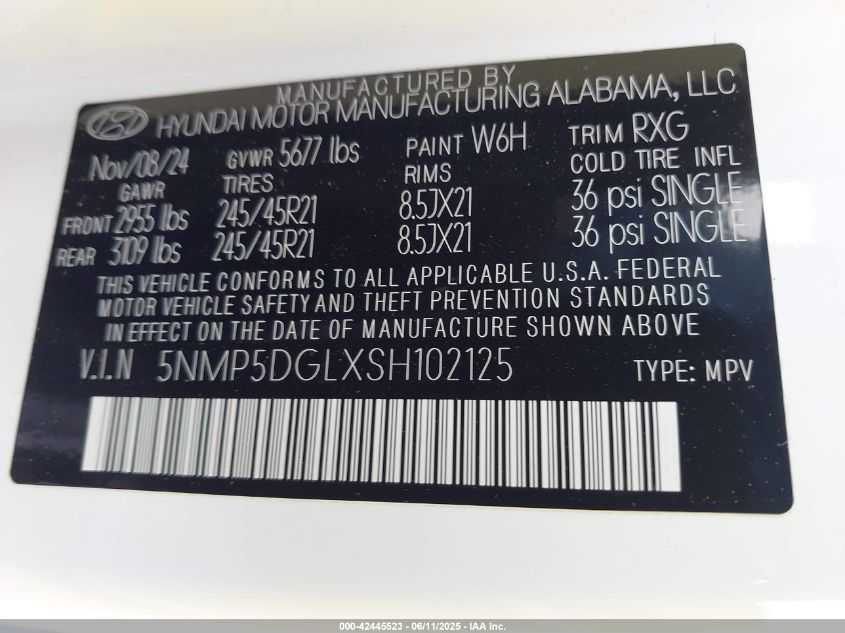 MANUFACTURED BY
HYUNDAI MOTOR MANUFACTURING ALABAMA, LLC
Nov/08/24 GVWR 5677 lbs PAINT W6H TRIM RXG
GAWR TIRES RIMS COLD TIRE INFL
FRONT 2955 lbs 245/45R21 8.5JX21 36 psi SINGLE
REAR 3109 lbs 245/45R21 8.5JX21 36 psi SINGLE
THIS VEHICLE CONFORMS TO ALL APPLICABLE U.S.A. FEDERAL
MOTOR VEHICLE SAFETY AND THEFT PREVENTION STANDARDS
IN EFFECT ON THE DATE OF MANUFACTURE SHOWN ABOVE
V.I.N 5NMP5DGLXSH102125 TYPE: MPV
000-42445523 - 06/11/2025 - IAA Inc.